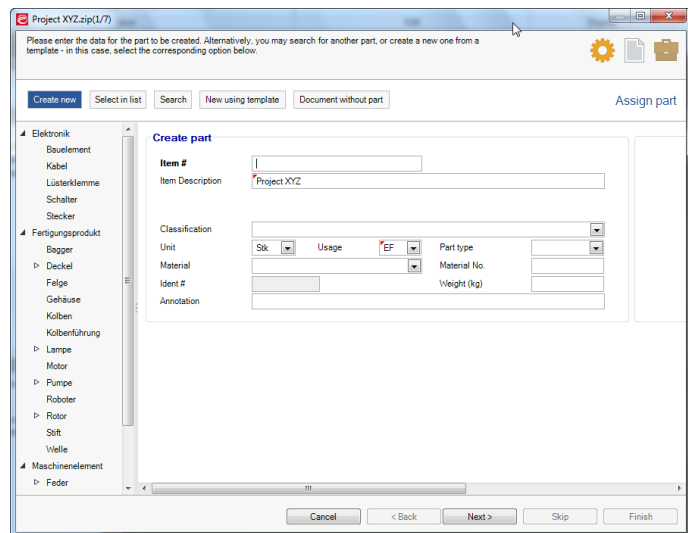 Project XYZ.zip(1/7)
Please enter the data for the part to be created. Alternatively, you may search for another part, or create a new one from a
template - in this case, select the corresponding option below.
Create new
Select in list
Search
New using template
Document without part
Assign part
Elektronik
Bauelement
Kabel
Lüsterklemme
Schalter
Stecker
Fertigungsprodukt
Bagger
Deckel
Felge
Gehäuse
Kolben
Kolbenführung
Lampe
Motor
Pumpe
Roboter
Rotor
Stift
Welle
Maschinenelement
Feder
Create part
Item #
Item Description Project XYZ
Classification
Unit Stk Usage EF Part type
Material Material No.
Ident # Weight (kg)
Annotation
Cancel < Back Next > Skip Finish